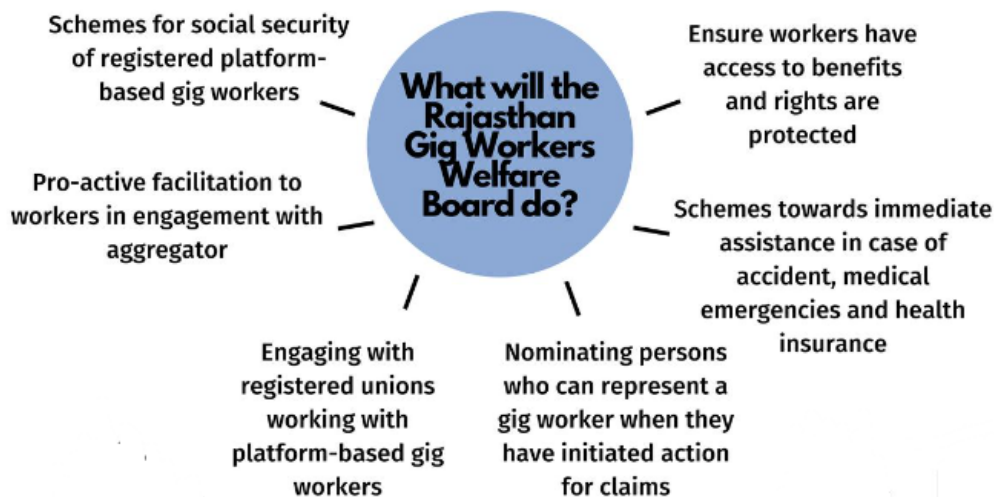 What will the
Rajasthan
Gig Workers
Welfare
Board do?
Schemes for social security
of registered platform-
based gig workers
Pro-active facilitation to
workers in engagement with
aggregator
Engaging with
registered unions
working with
platform-based gig
workers
Nominating persons
who can represent a
gig worker when they
have initiated action
for claims
Schemes towards immediate
assistance in case of
accident, medical
emergencies and health
insurance
Ensure workers have
access to benefits
and rights are
protected